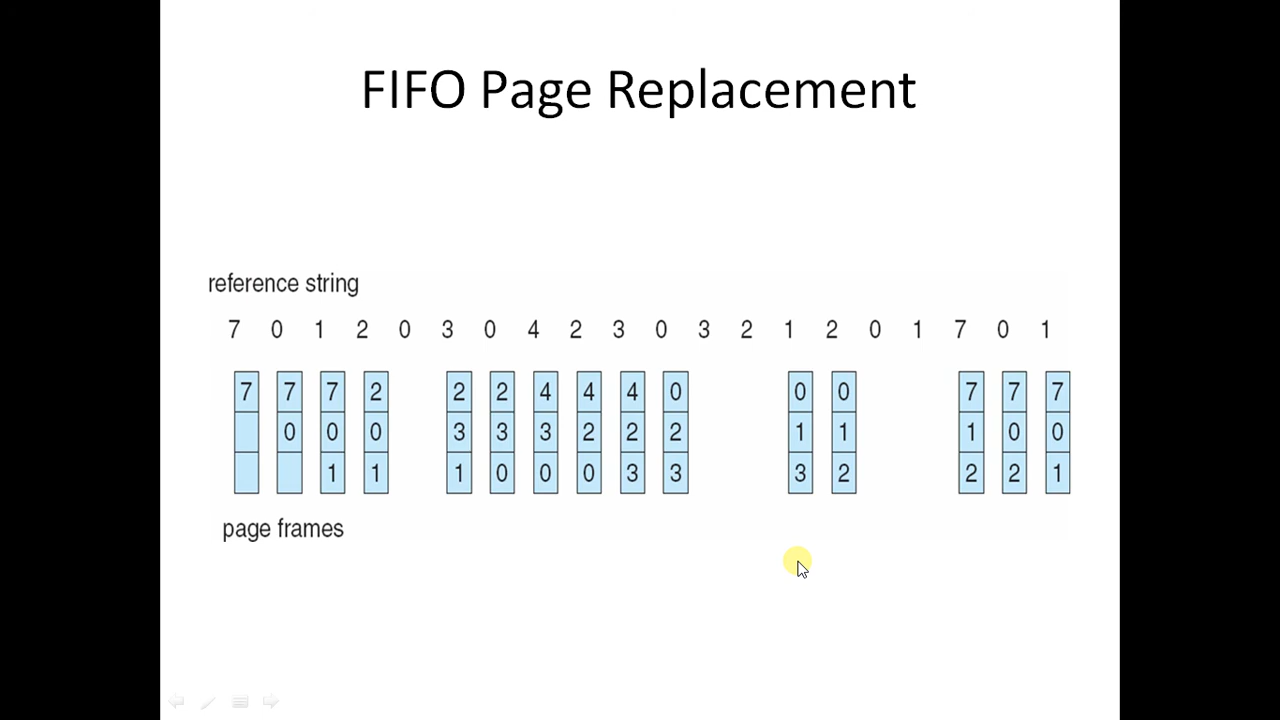 FIFO Page Replacement
reference string
7 0 1 2 0 3 0 4 2 3 0 3 2 1 2 0 1 7 0 1
7 7 7 2 2 2 4 4 4 0 0 0 7 7 7
0 0 0 3 3 3 2 2 2 1 1 1 0 0
1 1 1 0 0 0 3 3 3 2 2 2 1
page frames